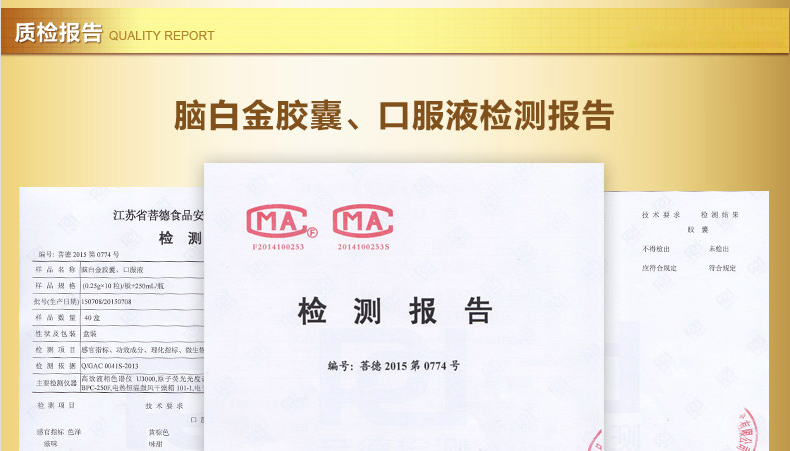 质检报告 QUALITY REPORT
脑白金胶囊、口服液检测报告
江苏省菩德食品安
检 测
编号: 菩德 2015 第 0774 号
样 品 名 称 脑白金胶囊、口服液
样 品 规 格 (0.25g×10 粒)/板+250mL/瓶
批号(生产日期) 150708/20150708
样 品 数 量 40 盒
性 状 及 包 装 盒装
检 测 项 目 感官指标、功效成分、理化指标、微生物
检 测 依 据 Q/GAC 0041S-2013
主要检测仪器 高效液相色谱仪 U3000,原子荧光光度
BPC-250F,电热恒温鼓风干燥箱 101-1,电
检 测 项 目 技 术 要 求
口
感官指标 色泽 黄棕色
滋味 味甜
MA ® MA
F2014100253 2014100253S
检 测 报 告
编号: 菩德 2015 第 0774 号
技 术 要 求 检 测 结 果
胶 囊
不得检出 未检出
应符合规定 符合规定
有限公司